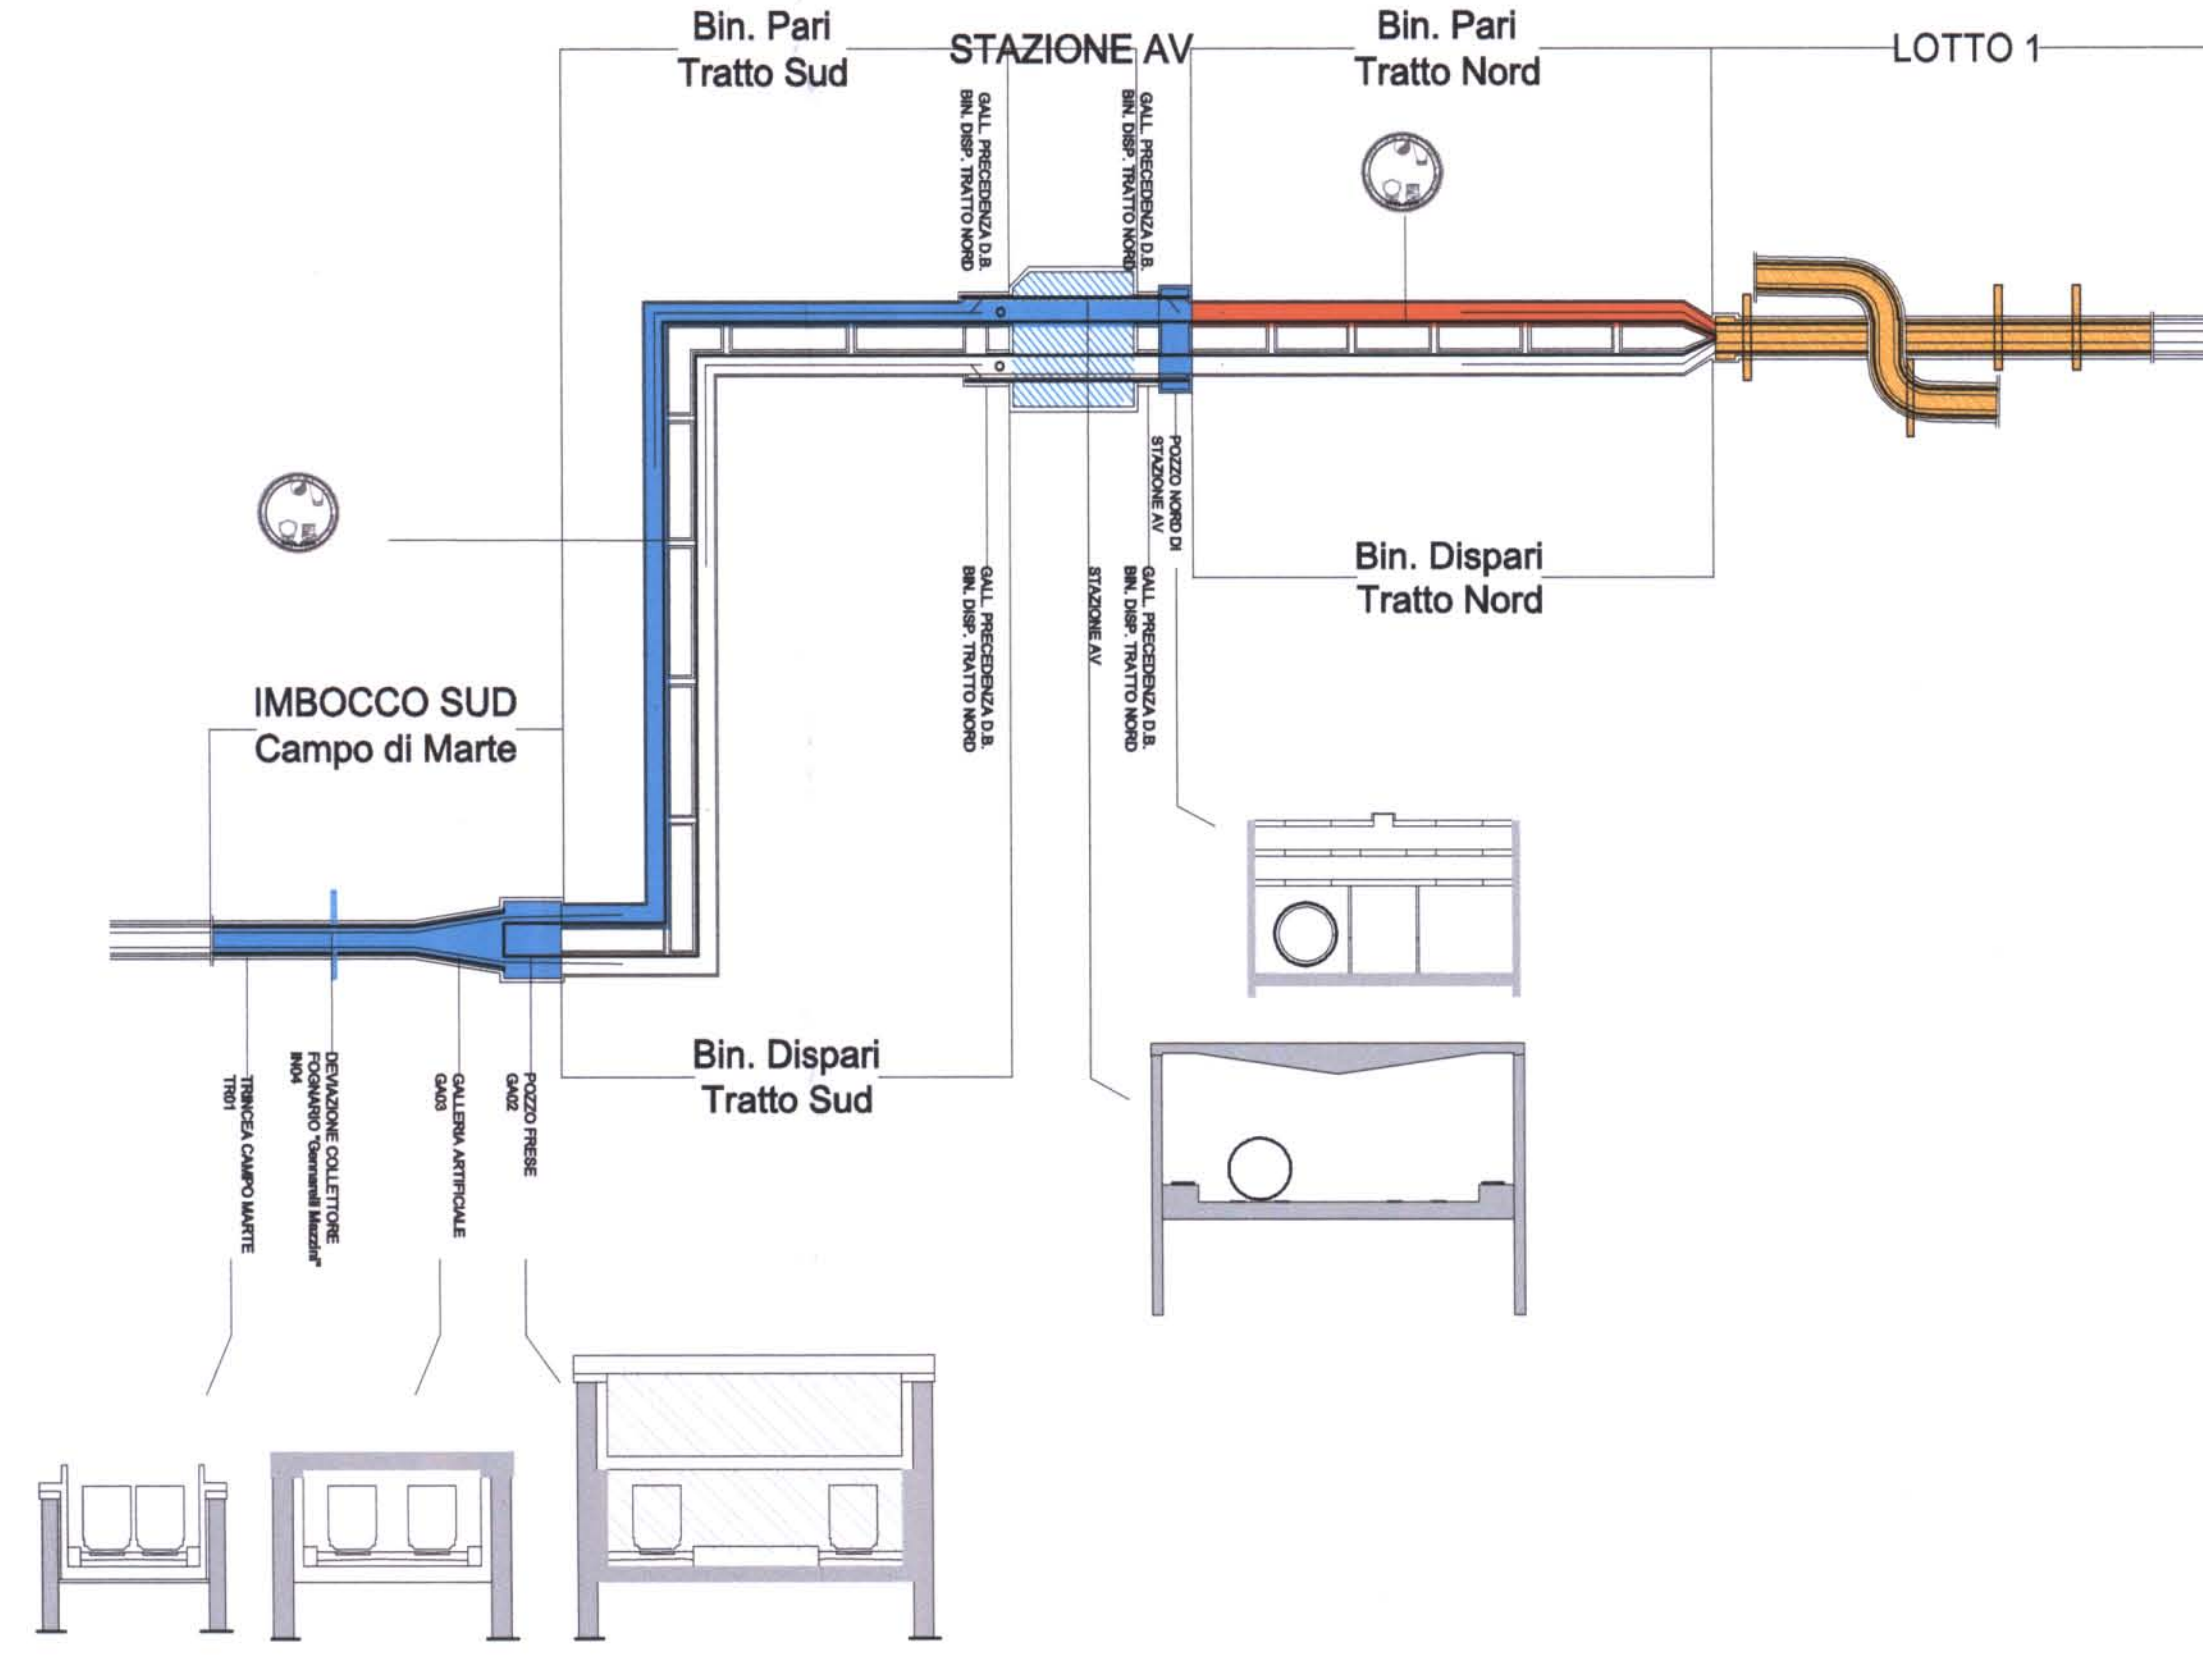 Bin. Pari
Tratto Sud
STAZIONE AV
Bin. Pari
Tratto Nord
LOTTO 1
GALL. PRECEDENZA D.B.
BIN. DISP. TRATTO NORD
GALL. PRECEDENZA D.B.
BIN. DISP. TRATTO NORD
POZZO NORD DI
STAZIONE AV
Bin. Dispari
Tratto Nord
GALL. PRECEDENZA D.B.
BIN. DISP. TRATTO NORD
STAZIONE AV
GALL. PRECEDENZA D.B.
BIN. DISP. TRATTO NORD
IMBOCCO SUD
Campo di Marte
Bin. Dispari
Tratto Sud
TRINCEA CAMPO MARTE
TR01
DEVIAZIONE COLLETTORE
FOGNARIO "Gennarelli Mazzini"
IN04
GALLERIA ARTIFICIALE
GA03
POZZO FRESE
GA02